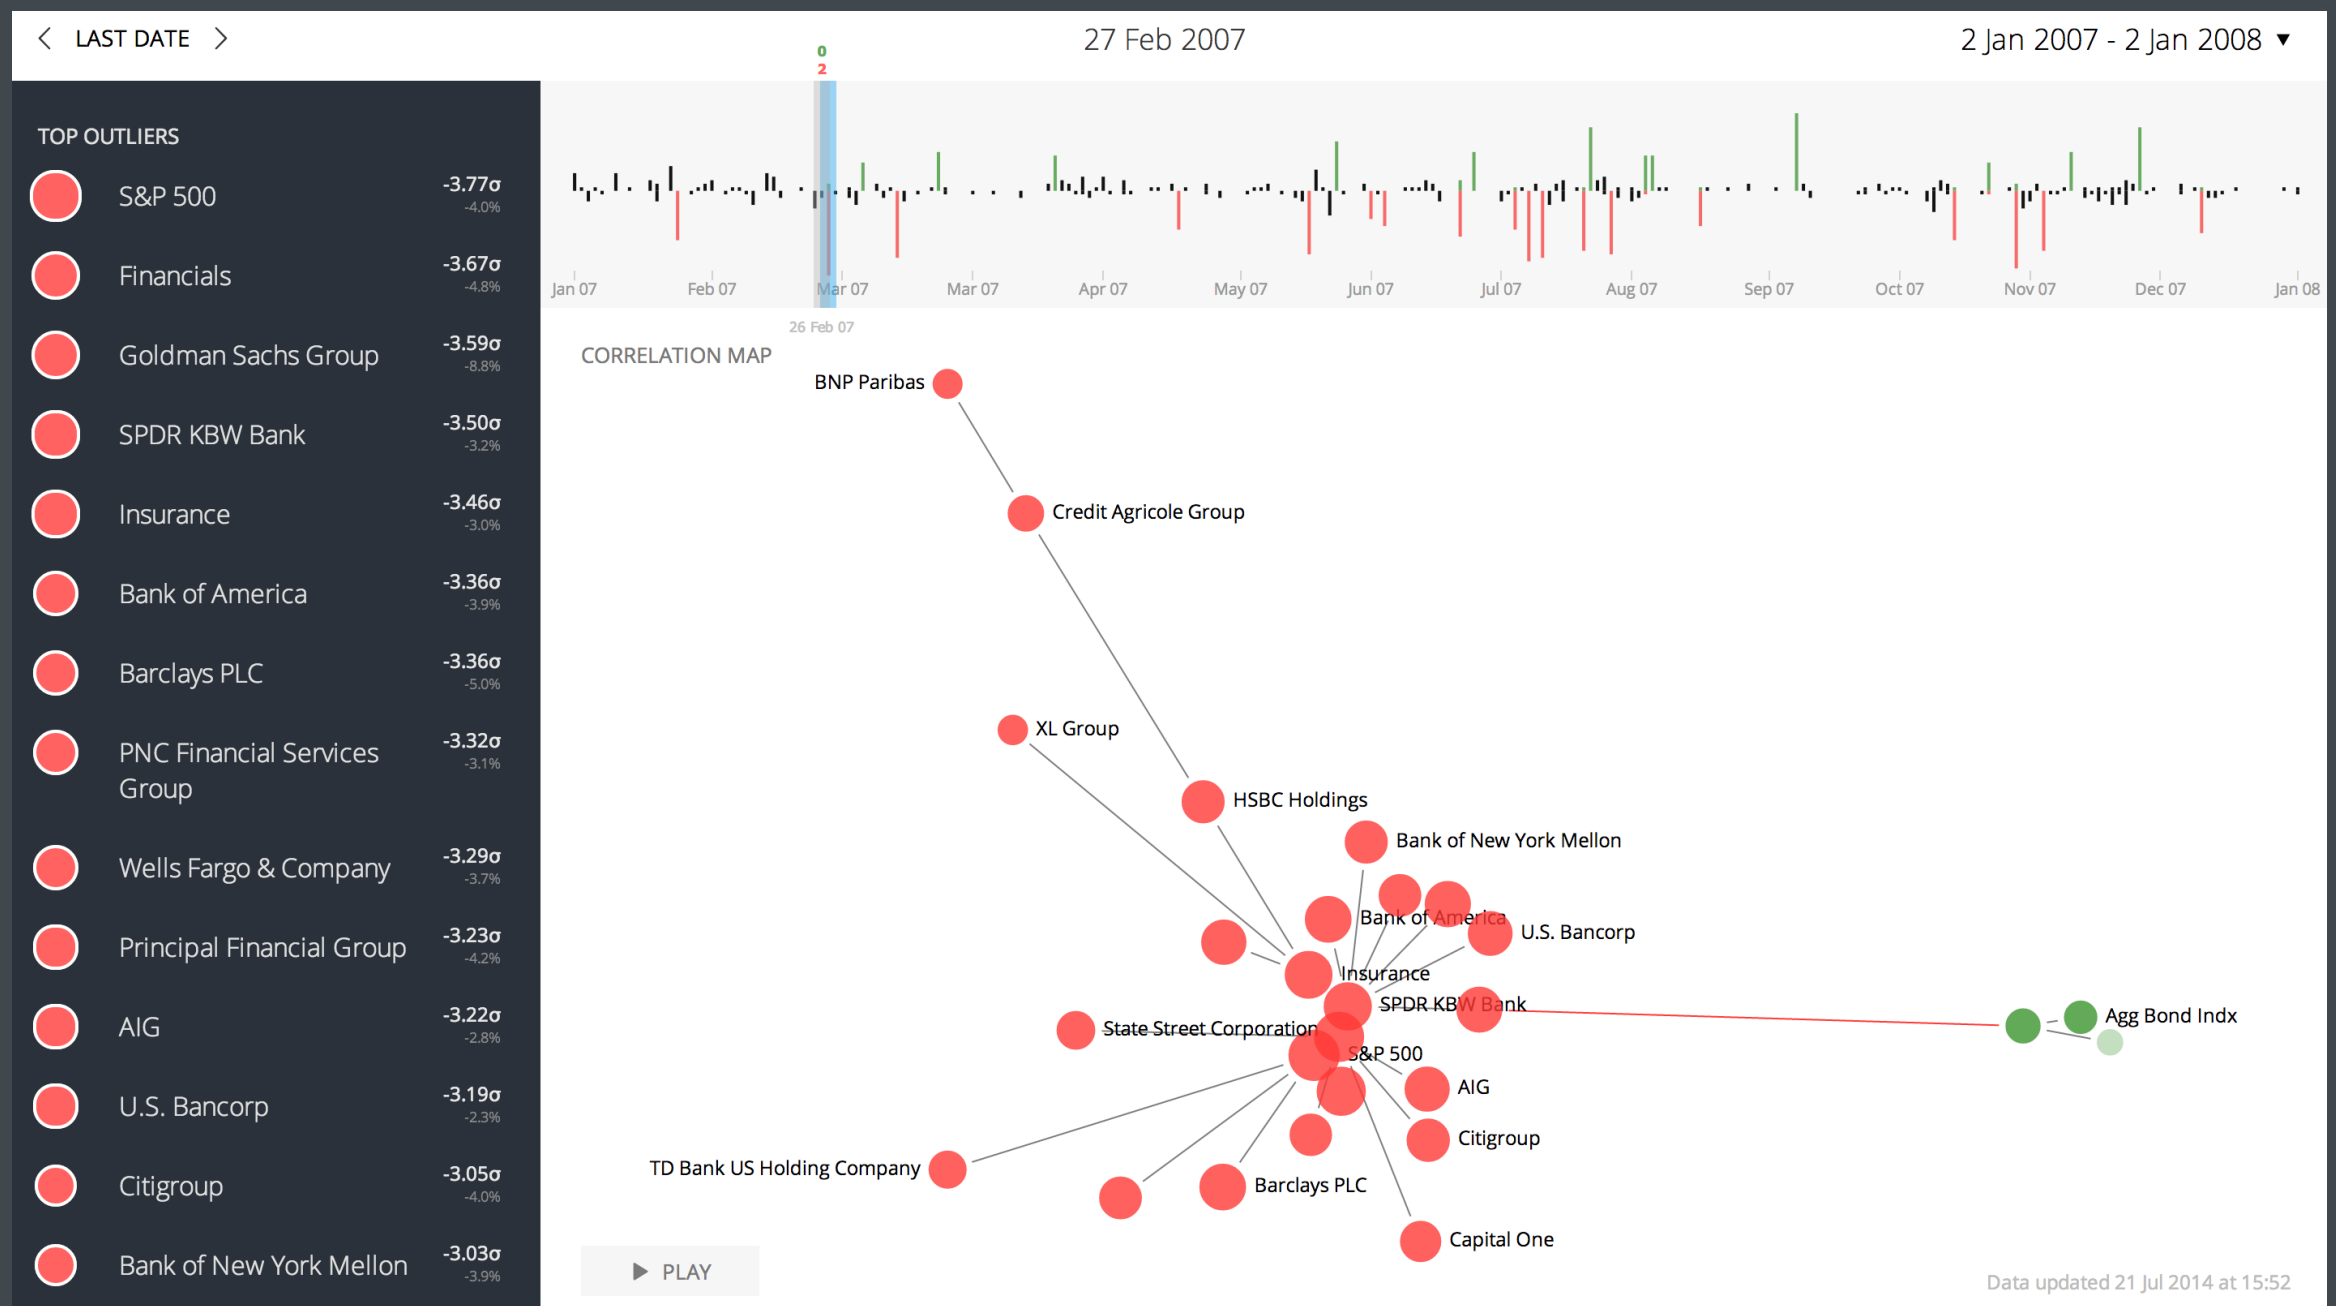 LAST DATE
27 Feb 2007
2 Jan 2007 - 2 Jan 2008
0
2
TOP OUTLIERS
S&P 500
-3.77σ
-4.0%
Financials
-3.67σ
-4.8%
Goldman Sachs Group
-3.59σ
-8.8%
SPDR KBW Bank
-3.50σ
-3.2%
Insurance
-3.46σ
-3.0%
Bank of America
-3.36σ
-3.9%
Barclays PLC
-3.36σ
-5.0%
PNC Financial Services
Group
-3.32σ
-3.1%
Wells Fargo & Company
-3.29σ
-3.7%
Principal Financial Group
-3.23σ
-4.2%
AIG
-3.22σ
-2.8%
U.S. Bancorp
-3.19σ
-2.3%
Citigroup
-3.05σ
-4.0%
Bank of New York Mellon
-3.03σ
-3.9%
Jan 07
Feb 07
Mar 07
Mar 07
Apr 07
May 07
Jun 07
Jul 07
Aug 07
Sep 07
Oct 07
Nov 07
Dec 07
Jan 08
26 Feb 07
CORRELATION MAP
BNP Paribas
Credit Agricole Group
XL Group
HSBC Holdings
Bank of New York Mellon
Bank of America
U.S. Bancorp
Insurance
SPDR KBW Bank
Agg Bond Indx
State Street Corporation
S&P 500
AIG
Citigroup
TD Bank US Holding Company
Barclays PLC
Capital One
PLAY
Data updated 21 Jul 2014 at 15:52